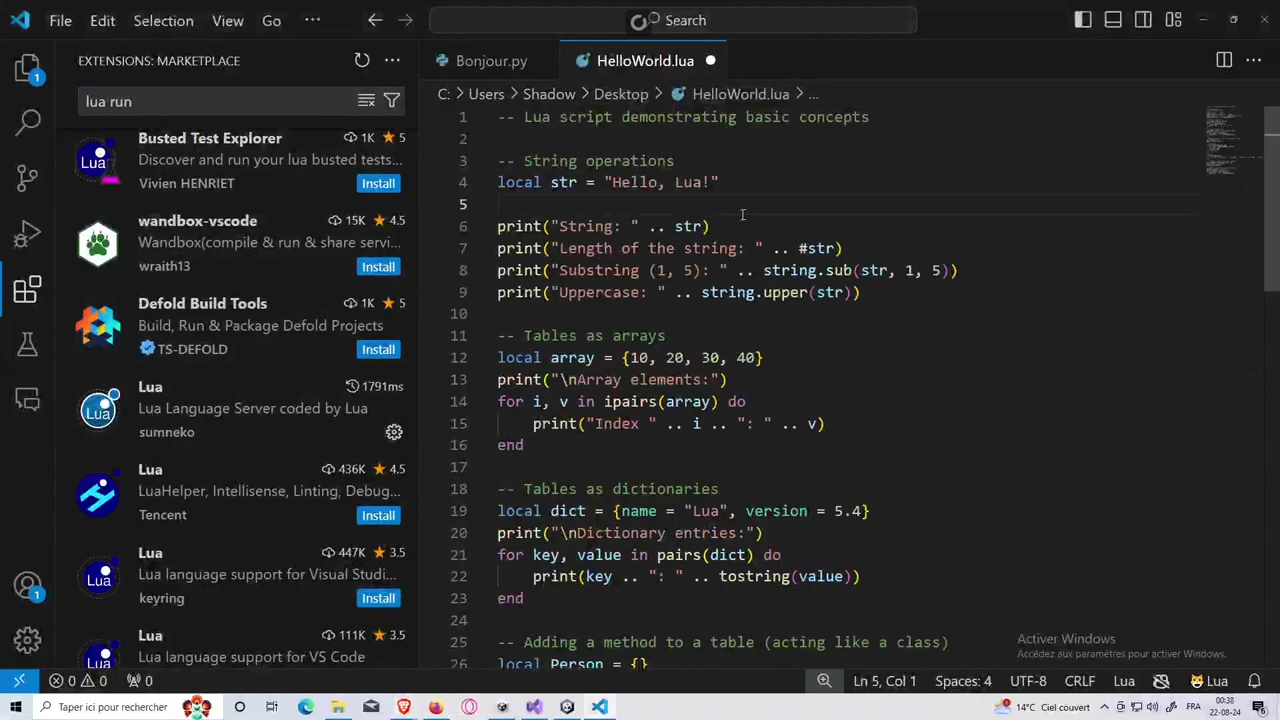 File Edit Selection View Go ... Search
EXTENSIONS: MARKETPLACE
lua run
Busted Test Explorer 1K 5
Discover and run your lua busted tests...
Vivien HENRIET Install
wandbox-vscode 15K 4.5
Wandbox(compile & run & share servi...
wraith13 Install
Defold Build Tools 1K 5
Build, Run & Package Defold Projects
TS-DEFOLD Install
Lua 1791ms
Lua Language Server coded by Lua
sumneko
Lua 436K 4.5
LuaHelper, Intellisense, Linting, Debug...
Tencent Install
Lua 447K 3.5
Lua language support for Visual Studi...
keyring Install
Lua 111K 3.5
Lua language support for VS Code
1
1
Bonjour.py HelloWorld.lua
C: > Users > Shadow > Desktop > HelloWorld.lua > ...
1 -- Lua script demonstrating basic concepts
2
3 -- String operations
4 local str = "Hello, Lua!"
5
6 print("String: " .. str)
7 print("Length of the string: " .. #str)
8 print("Substring (1, 5): " .. string.sub(str, 1, 5))
9 print("Uppercase: " .. string.upper(str))
10
11 -- Tables as arrays
12 local array = {10, 20, 30, 40}
13 print("\nArray elements:")
14 for i, v in ipairs(array) do
15 print("Index " .. i .. ": " .. v)
16 end
17
18 -- Tables as dictionaries
19 local dict = {name = "Lua", version = 5.4}
20 print("\nDictionary entries:")
21 for key, value in pairs(dict) do
22 print(key .. ": " .. tostring(value))
23 end
24
25 -- Adding a method to a table (acting like a class)
26 local Person = {}
Activer Windows
Accédez aux paramètres pour activer Windows.
0 0 0 Ln 5, Col 1 Spaces: 4 UTF-8 CRLF Lua Lua
Taper ici pour rechercher 14°C Ciel couvert FR 00:38
22-08-24